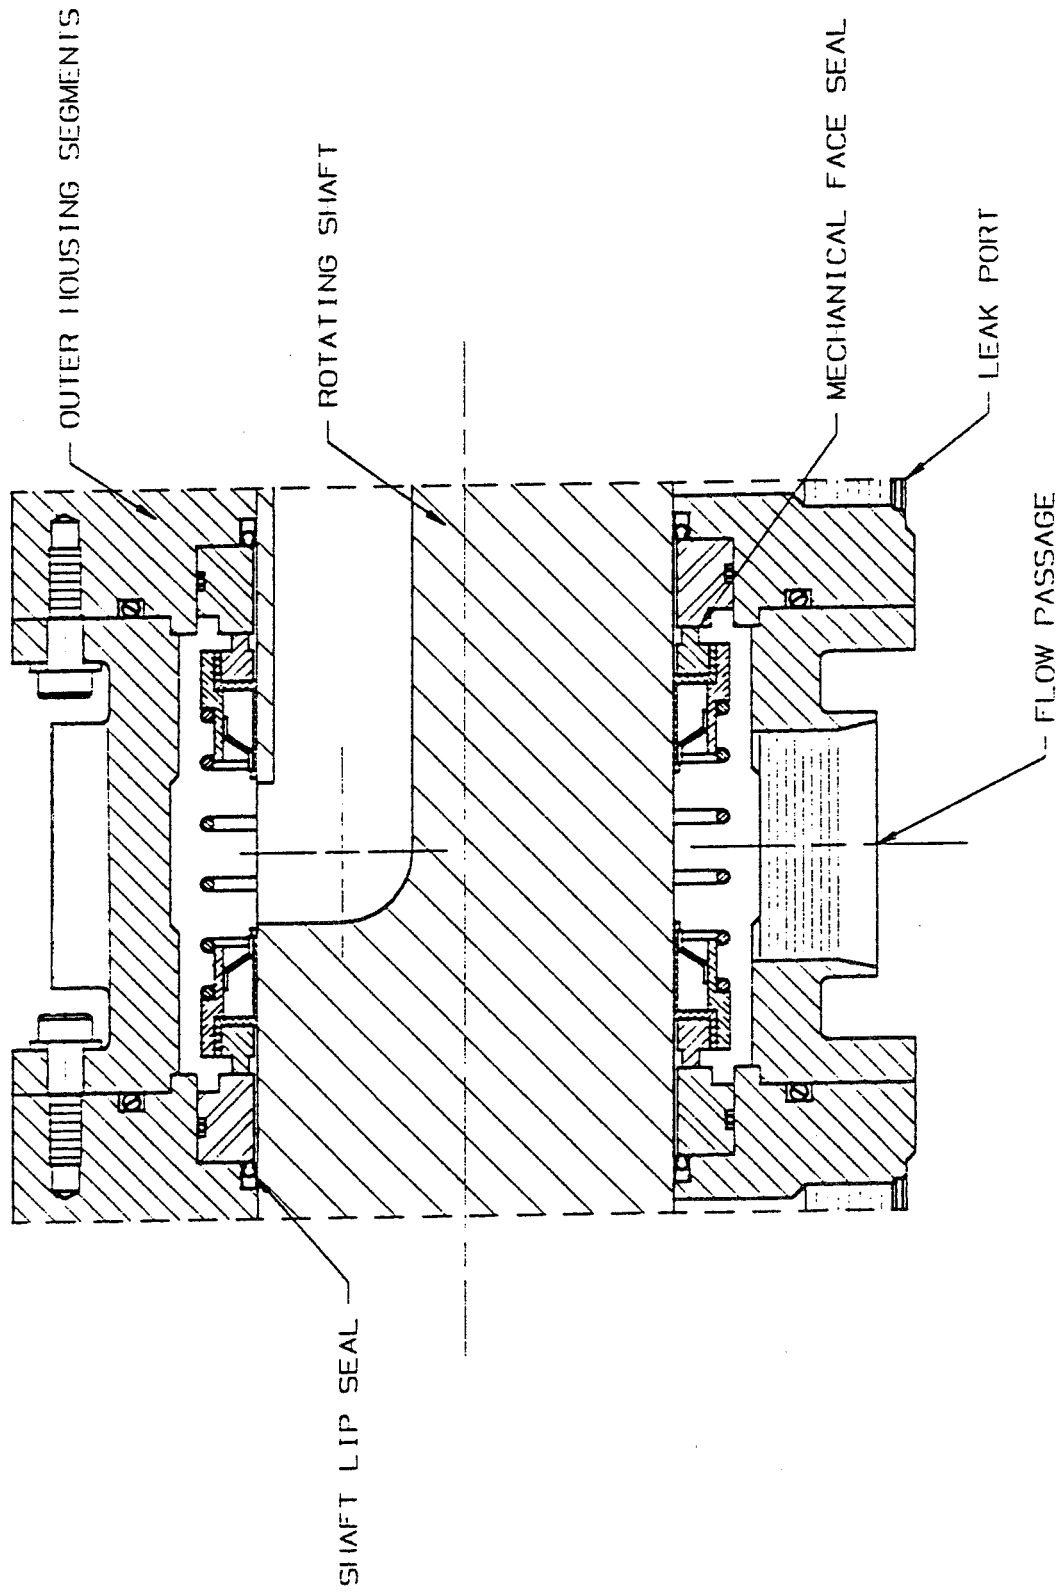 OUTER HOUSING SEGMENTS
ROTATING SHAFT
MECHANICAL FACE SEAL
LEAK PORT
FLOW PASSAGE
SHAFT LIP SEAL